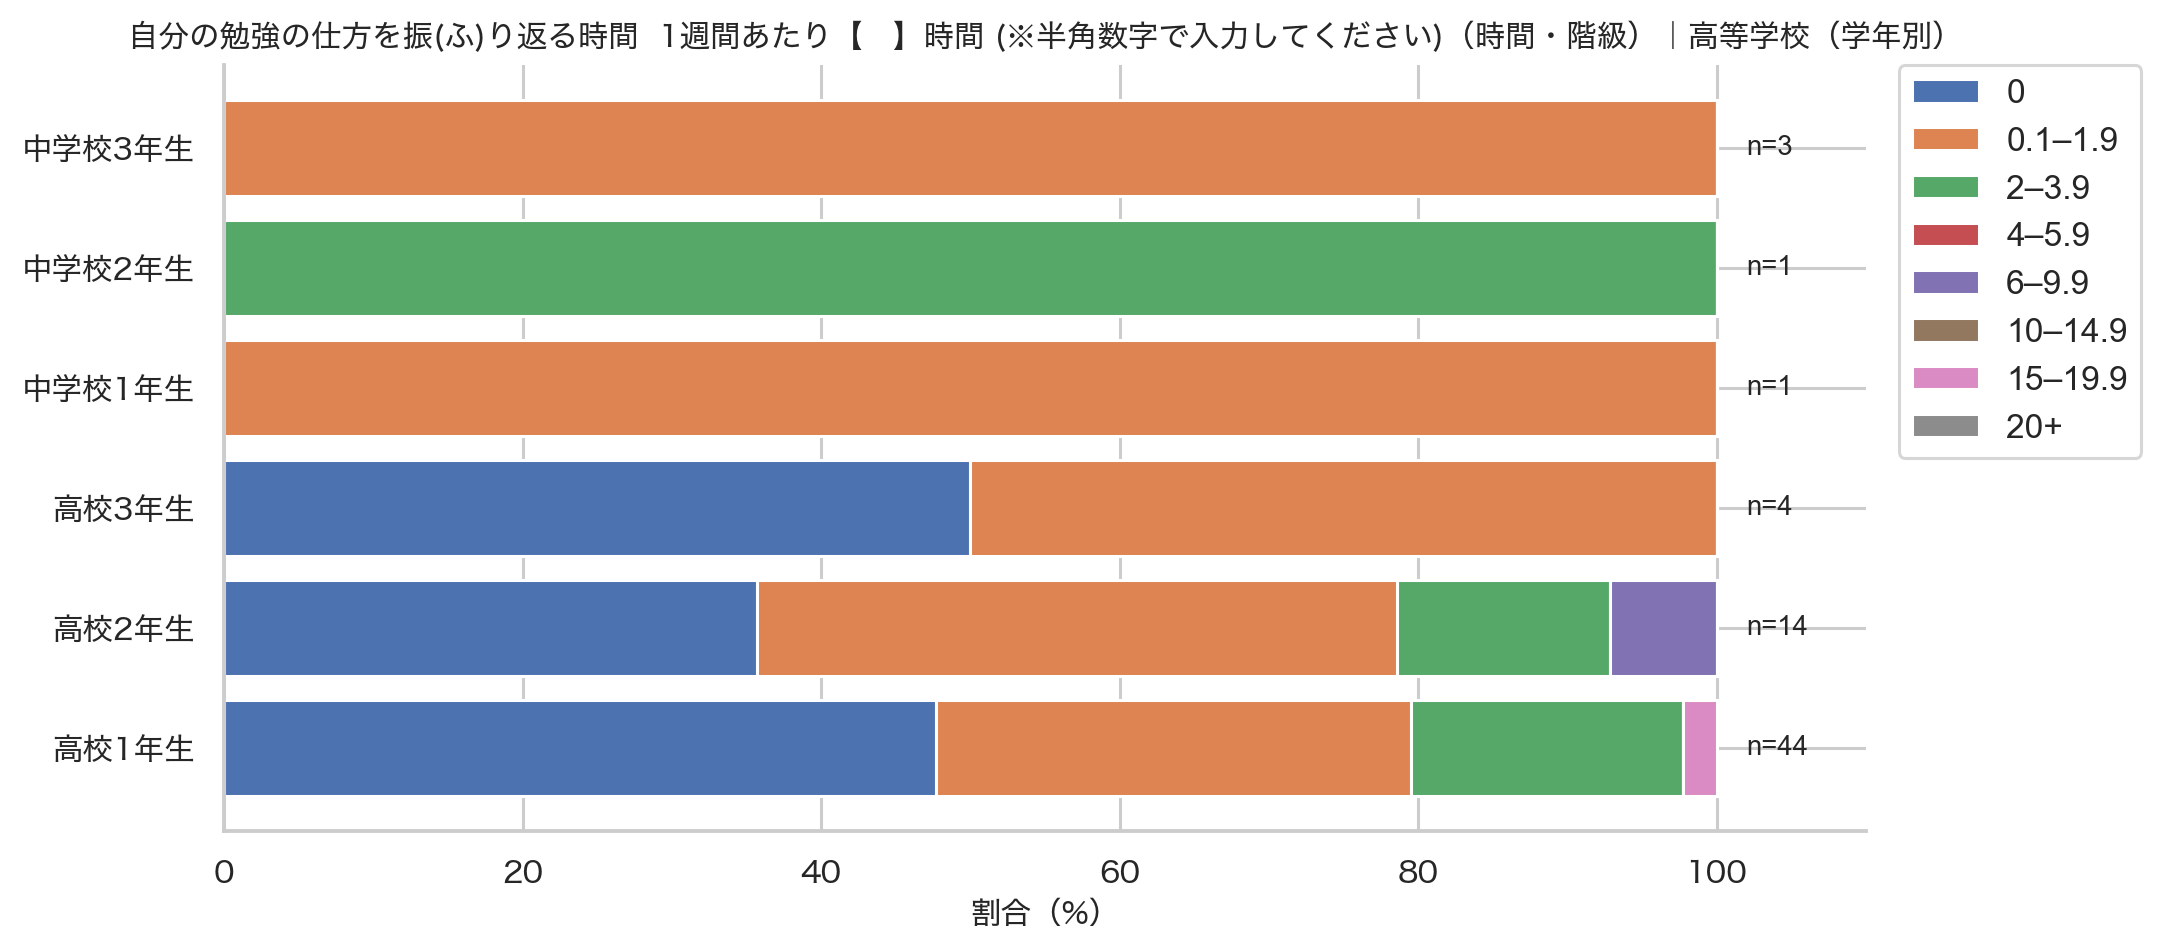 自分の勉強の仕方を振(ふ)り返る時間  1週間あたり【　】時間 (※半角数字で入力してください)（時間・階級）｜高等学校（学年別）
0
0.1–1.9
2–3.9
4–5.9
6–9.9
10–14.9
15–19.9
20+
中学校3年生
n=3
中学校2年生
n=1
中学校1年生
n=1
高校3年生
n=4
高校2年生
n=14
高校1年生
n=44
0 20 40 60 80 100
割合（%）